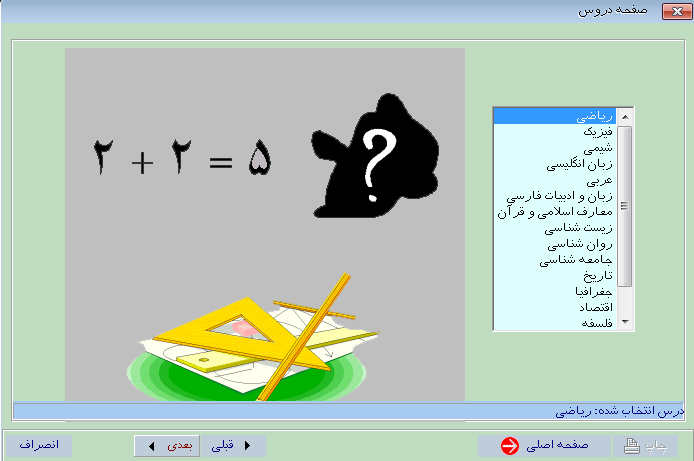 صفحه دروس
۲ + ۲ = ۵
?
ریاضی
فیزیک
شیمی
زبان انگلیسی
عربی
زبان و ادبیات فارسی
معارف اسلامی و قرآن
زیست شناسی
روان شناسی
جامعه شناسی
تاریخ
جغرافیا
اقتصاد
فلسفه
درس انتخاب شده: ریاضی
چاپ صفحه اصلی قبلی بعدی انصراف